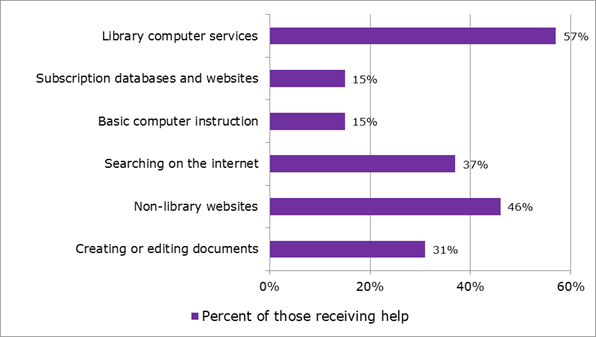 Library computer services 57%
Subscription databases and websites 15%
Basic computer instruction 15%
Searching on the internet 37%
Non-library websites 46%
Creating or editing documents 31%
0% 20% 40% 60%
Percent of those receiving help